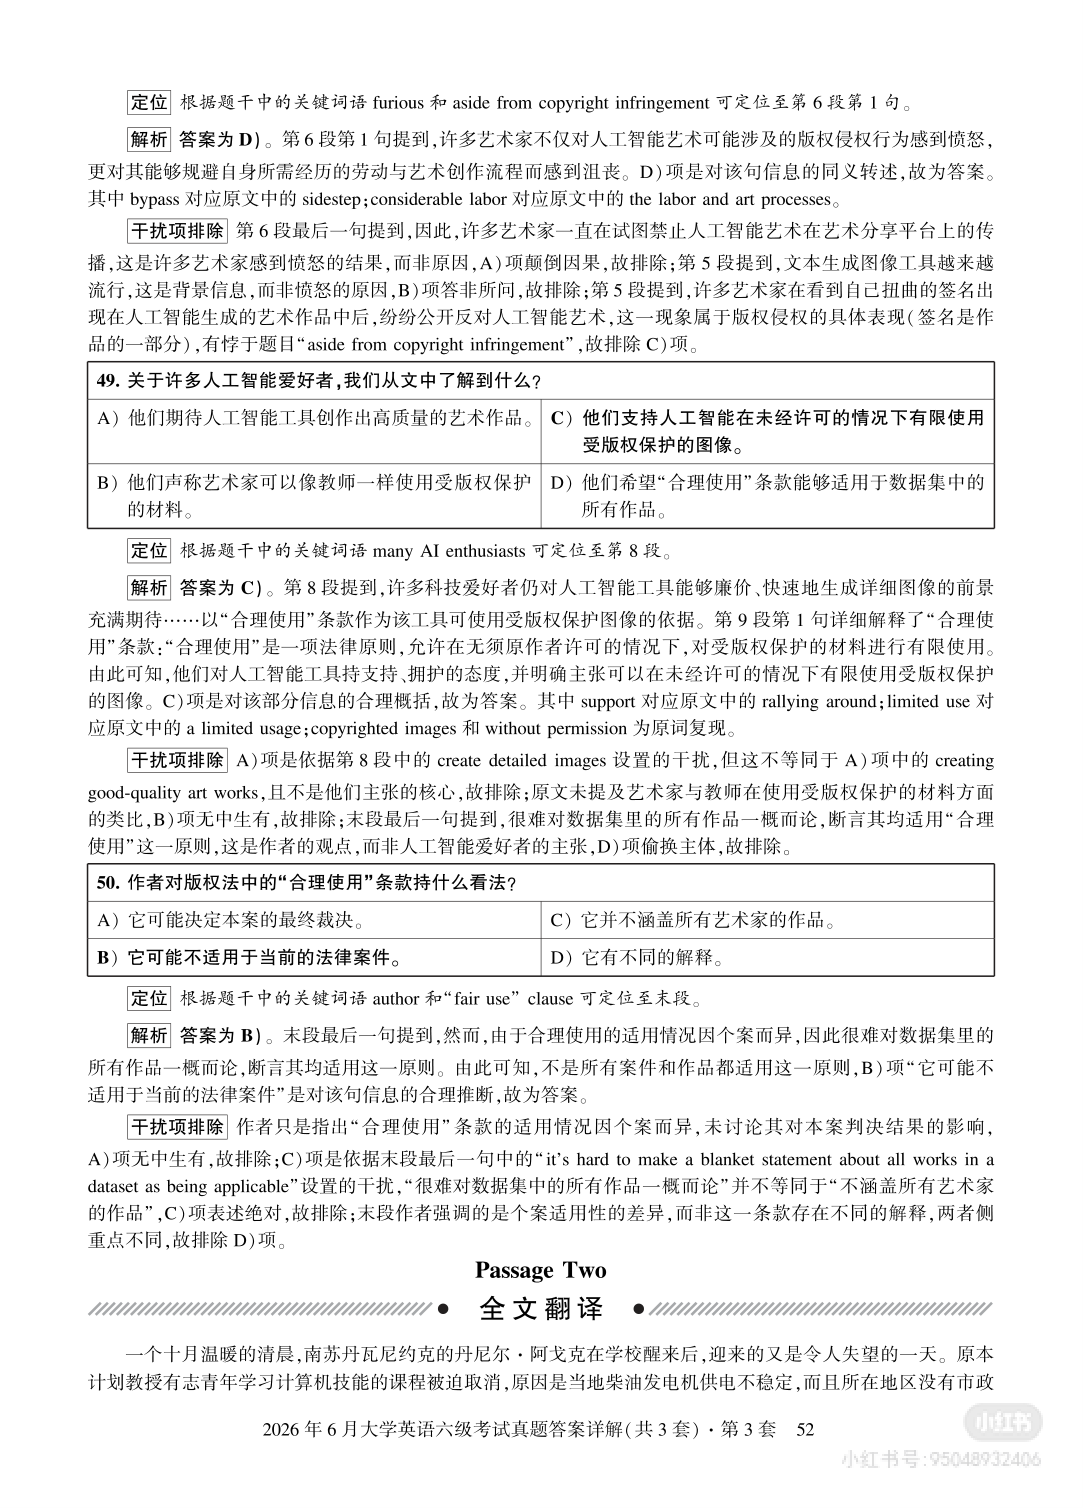 定位 根据题干中的关键词语 furious 和 aside from copyright infringement 可定位至第 6 段第 1 句。
解析 答案为 D)。第 6 段第 1 句提到,许多艺术家不仅对人工智能艺术可能涉及的版权侵权行为感到愤怒,
更对其能够规避自身所需经历的劳动与艺术创作流程而感到沮丧。D)项是对该句信息的同义转述,故为答案。
其中 bypass 对应原文中的 sidestep;considerable labor 对应原文中的 the labor and art processes。
干扰项排除 第 6 段最后一句提到,因此,许多艺术家一直在试图禁止人工智能艺术在艺术分享平台上的传
播,这是许多艺术家感到愤怒的结果,而非原因,A)项颠倒因果,故排除;第 5 段提到,文本生成图像工具越来越
流行,这是背景信息,而非愤怒的原因,B)项答非所问,故排除;第 5 段提到,许多艺术家在看到自己扭曲的签名出
现在人工智能生成的艺术作品中后,纷纷公开反对人工智能艺术,这一现象属于版权侵权的具体表现(签名是作
品的一部分),有悖于题目“aside from copyright infringement”,故排除 C)项。
49. 关于许多人工智能爱好者,我们从文中了解到什么?
A) 他们期待人工智能工具创作出高质量的艺术作品。
C) 他们支持人工智能在未经许可的情况下有限使用
受版权保护的图像。
B) 他们声称艺术家可以像教师一样使用受版权保护
的材料。
D) 他们希望“合理使用”条款能够适用于数据集中的
所有作品。
定位 根据题干中的关键词语 many AI enthusiasts 可定位至第 8 段。
解析 答案为 C)。第 8 段提到,许多科技爱好者仍对人工智能工具能够廉价、快速地生成详细图像的前景
充满期待……以“合理使用”条款作为该工具可使用受版权保护图像的依据。第 9 段第 1 句详细解释了“合理使
用”条款:“合理使用”是一项法律原则,允许在无须原作者许可的情况下,对受版权保护的材料进行有限使用。
由此可知,他们对人工智能工具持支持、拥护的态度,并明确主张可以在未经许可的情况下有限使用受版权保护
的图像。C)项是对该部分信息的合理概括,故为答案。其中 support 对应原文中的 rallying around;limited use 对
应原文中的 a limited usage;copyrighted images 和 without permission 为原词复现。
干扰项排除 A)项是依据第 8 段中的 create detailed images 设置的干扰,但这不等同于 A)项中的 creating
good-quality art works,且不是他们主张的核心,故排除;原文未提及艺术家与教师在使用受版权保护的材料方面
的类比,B)项无中生有,故排除;末段最后一句提到,很难对数据集里的所有作品一概而论,断言其均适用“合理
使用”这一原则,这是作者的观点,而非人工智能爱好者的主张,D)项偷换主体,故排除。
50. 作者对版权法中的“合理使用”条款持什么看法?
A) 它可能决定本案的最终裁决。
C) 它并不涵盖所有艺术家的作品。
B) 它可能不适用于当前的法律案件。
D) 它有不同的解释。
定位 根据题干中的关键词语 author 和“fair use” clause 可定位至末段。
解析 答案为 B)。末段最后一句提到,然而,由于合理使用的适用情况因个案而异,因此很难对数据集里的
所有作品一概而论,断言其均适用这一原则。由此可知,不是所有案件和作品都适用这一原则,B)项“它可能不
适用于当前的法律案件”是对该句信息的合理推断,故为答案。
干扰项排除 作者只是指出“合理使用”条款的适用情况因个案而异,未讨论其对本案判决结果的影响,
A)项无中生有,故排除;C)项是依据末段最后一句中的“it's hard to make a blanket statement about all works in a
dataset as being applicable”设置的干扰,“很难对数据集中的所有作品一概而论”并不等同于“不涵盖所有艺术家
的作品”,C)项表述绝对,故排除;末段作者强调的是个案适用性的差异,而非这一条款存在不同的解释,两者侧
重点不同,故排除 D)项。
Passage Two
全文翻译
一个十月温暖的清晨,南苏丹瓦尼约克的丹尼尔·阿戈克在学校醒来后,迎来的又是令人失望的一天。原本
计划教授有志青年学习计算机技能的课程被迫取消,原因是当地柴油发电机供电不稳定,而且所在地区没有市政
2026 年 6 月大学英语六级考试真题答案详解(共 3 套)·第 3 套 52
小红书
小红书号:95048932406